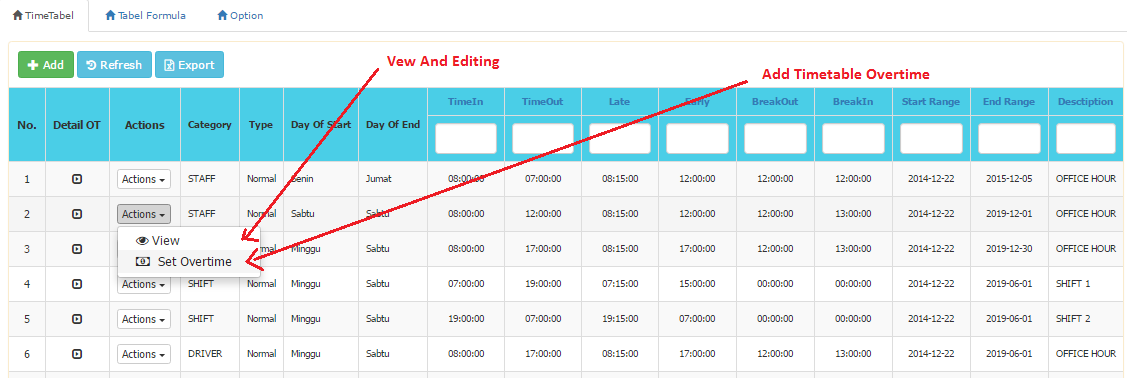 TimeTabel Tabel Formula Option
Add Refresh Export
Vew And Editing
Add Timetable Overtime
No. Detail OT Actions Category Type Day Of Start Day Of End TimeIn TimeOut Late Early BreakOut BreakIn Start Range End Range Desctiption
1 Actions STAFF Normal Senin Jumat 08:00:00 07:00:00 08:15:00 12:00:00 12:00:00 12:00:00 2014-12-22 2015-12-05 OFFICE HOUR
2 Actions STAFF Normal Sabtu Sabtu 08:00:00 12:00:00 08:15:00 12:00:00 12:00:00 13:00:00 2014-12-22 2019-12-01 OFFICE HOUR
View
Set Overtime
3 Minggu Sabtu 08:00:00 17:00:00 08:15:00 17:00:00 12:00:00 13:00:00 2014-12-22 2019-12-30 OFFICE HOUR
4 Actions SHIFT Normal Minggu Sabtu 07:00:00 19:00:00 07:15:00 15:00:00 00:00:00 00:00:00 2014-12-22 2019-06-01 SHIFT 1
5 Actions SHIFT Normal Minggu Sabtu 19:00:00 07:00:00 19:15:00 07:00:00 00:00:00 00:00:00 2014-12-22 2019-06-01 SHIFT 2
6 Actions DRIVER Normal Minggu Sabtu 08:00:00 17:00:00 08:15:00 17:00:00 12:00:00 13:00:00 2014-12-22 2019-06-01 OFFICE HOUR